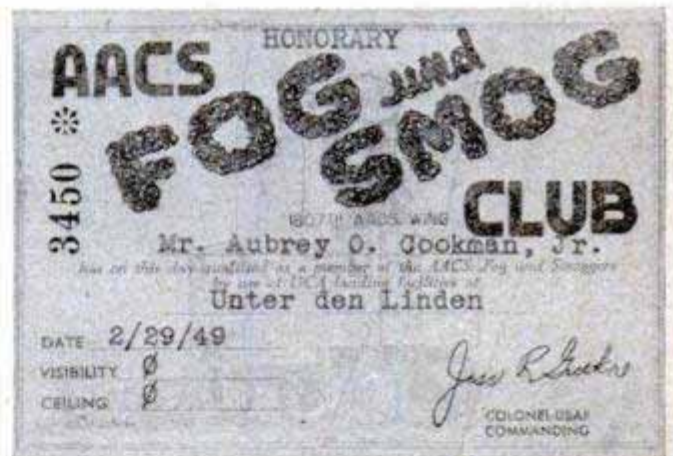 HONORARY
AACS
FOG und
SMOG
CLUB
3450 *
AACS WING
Mr. Aubrey O. Cookman, Jr.
has on this day qualified as a member of the AACS Fog und Smoggers
by use of GCA landing facilities at
Unter den Linden
DATE 2/29/49
VISIBILITY Ø
CEILING Ø
COLONEL USAF
COMMANDING